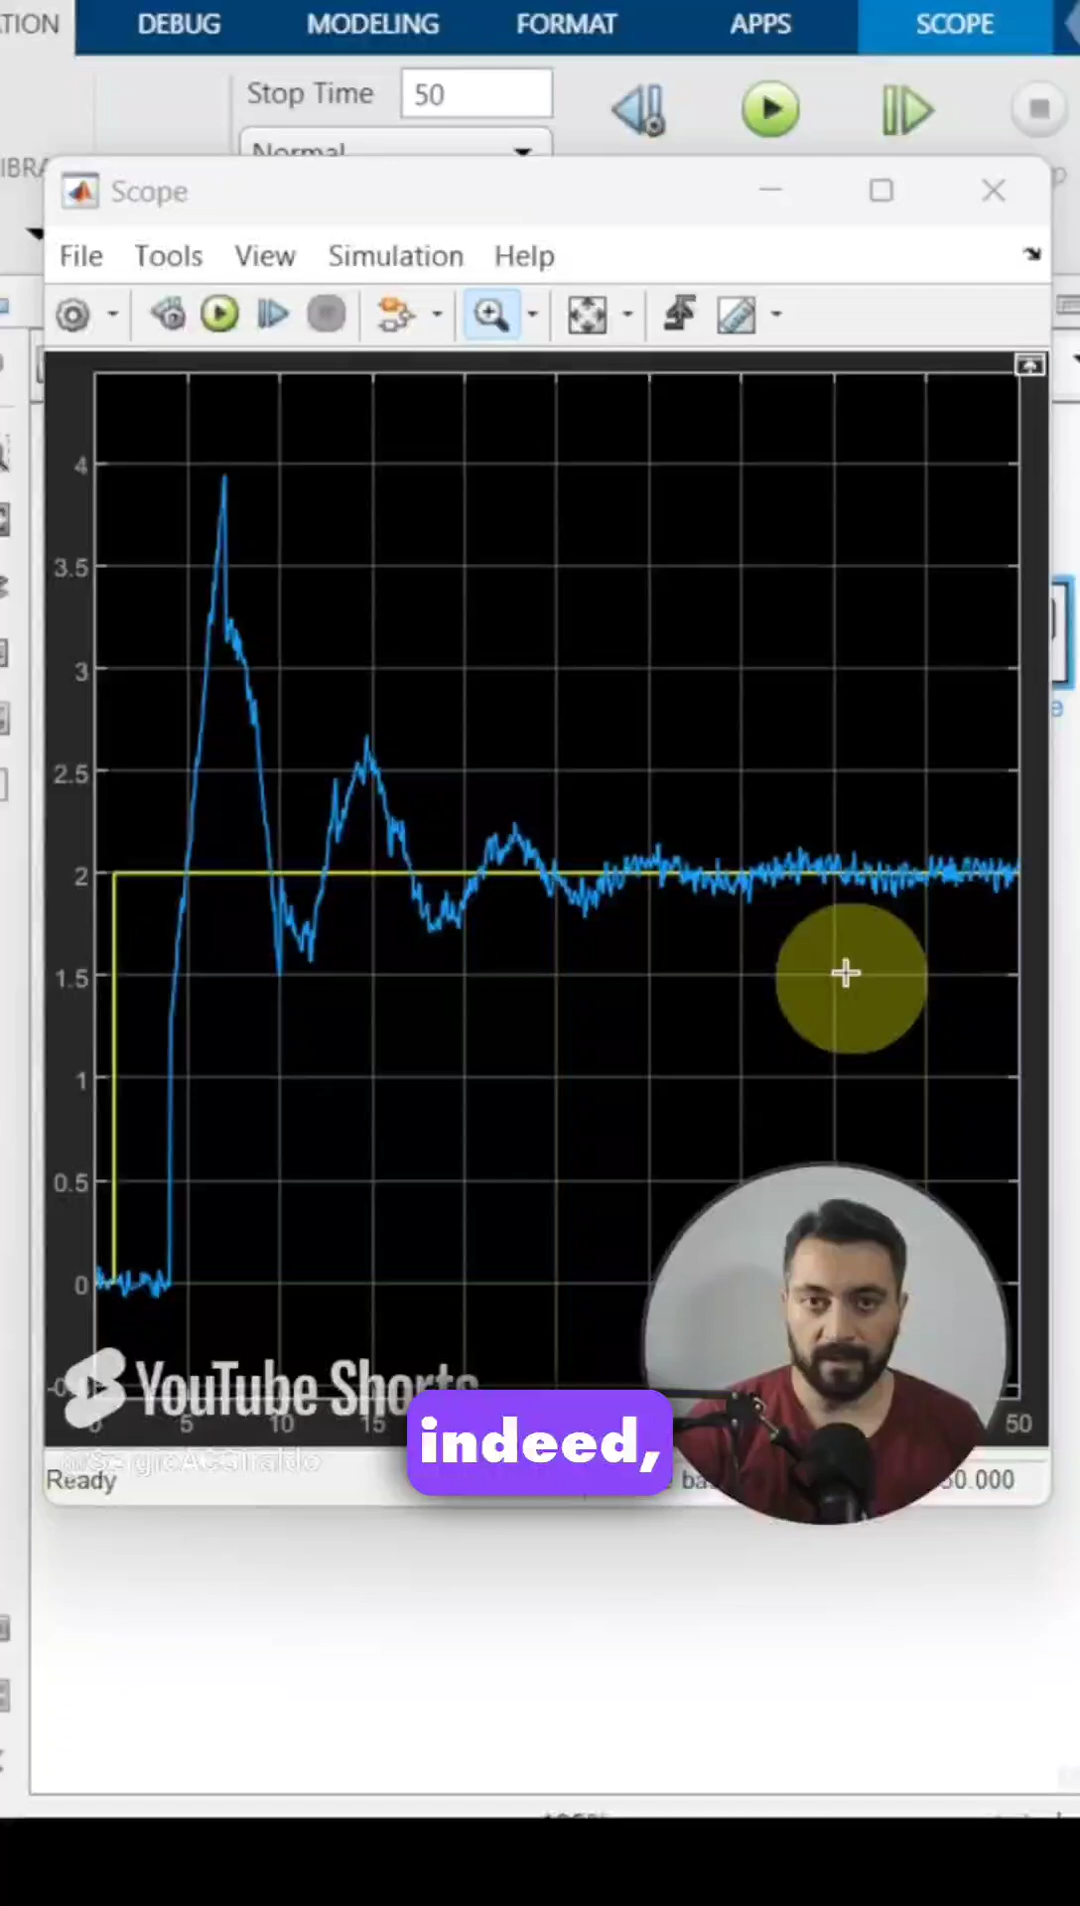 DEBUG MODELING FORMAT APPS SCOPE
Stop Time 50
Normal
Scope
File Tools View Simulation Help
4
3.5
3
2.5
2
1.5
1
0.5
0
YouTube Shorts
5 10 15 50
indeed,
Ready